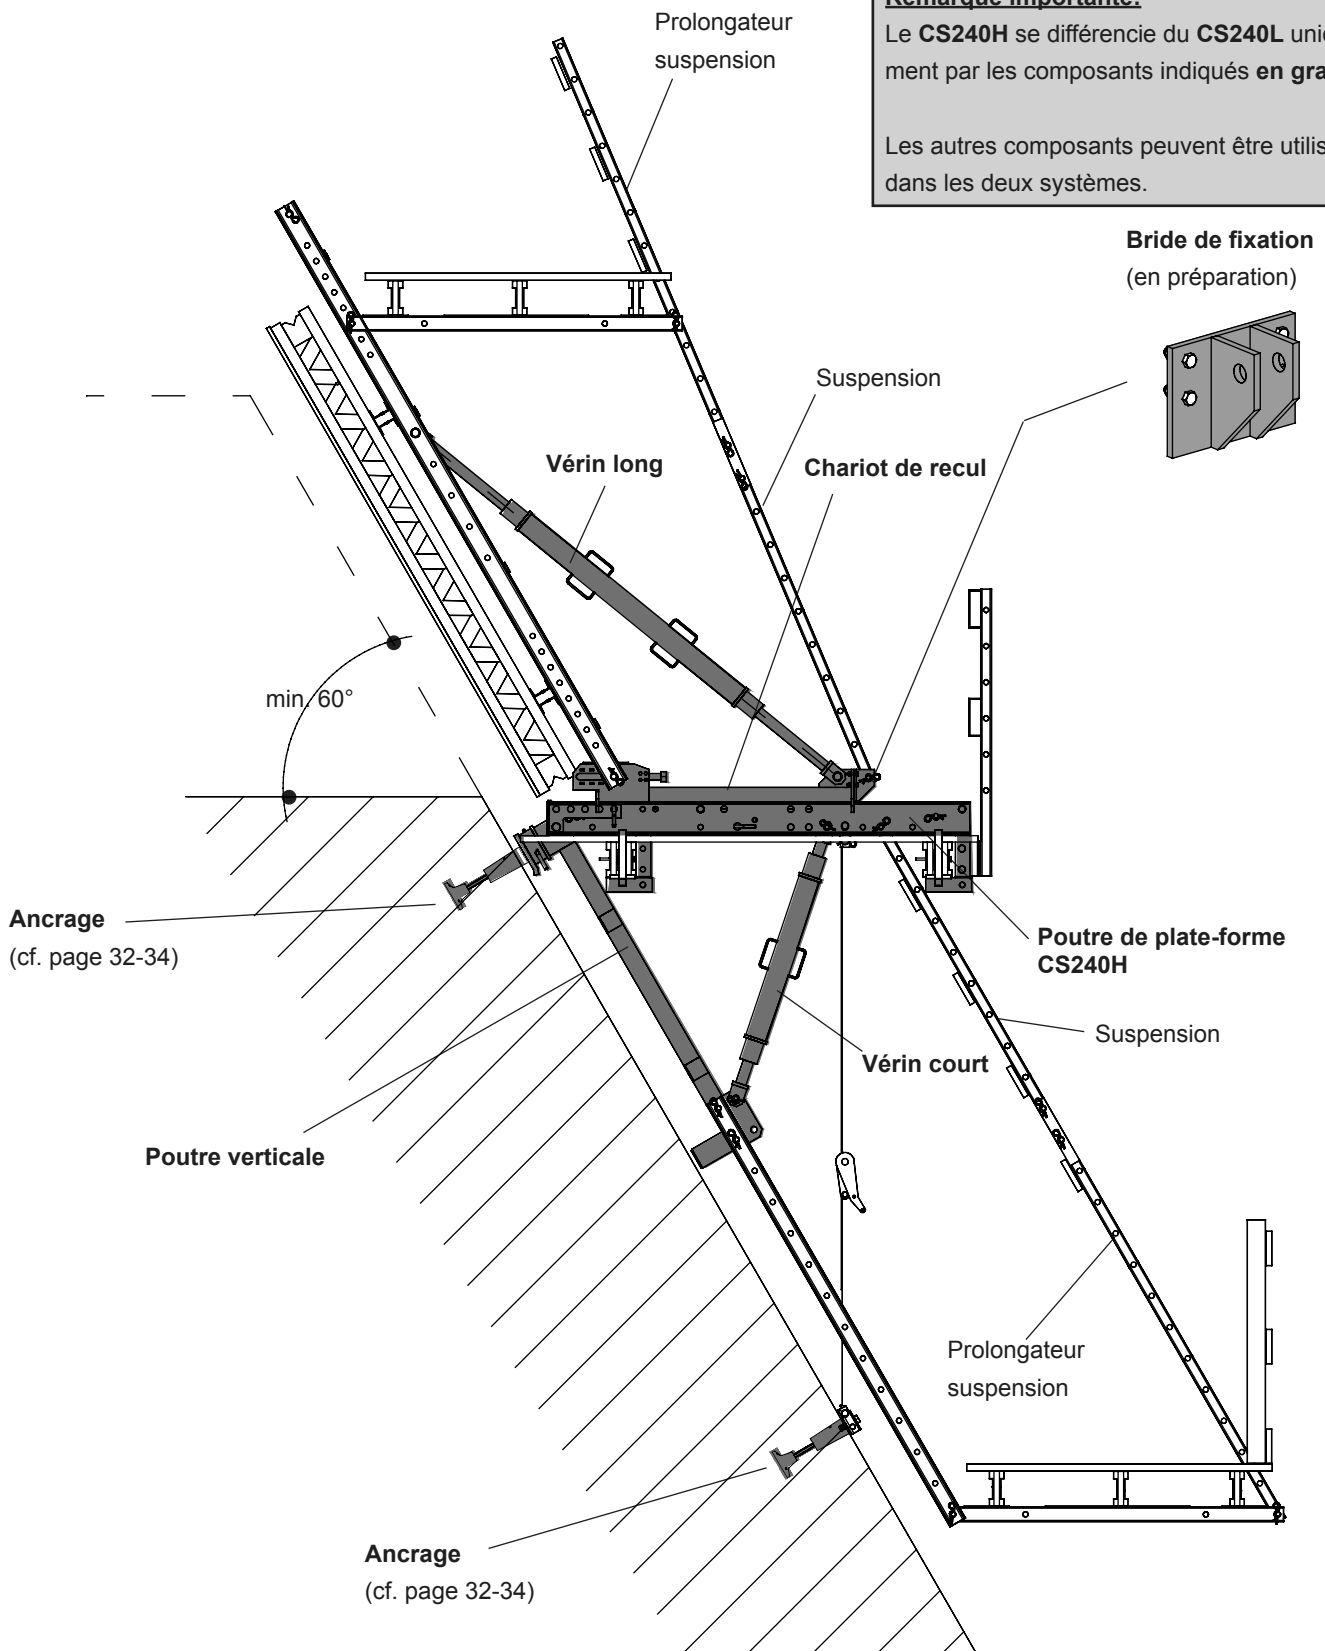 Prolongateur
suspension
Remarque importante:
Le CS240H se différencie du CS240L
ment par les composants indiqués en
Les autres composants peuvent être
dans les deux systèmes.
Bride de fixation
(en préparation)
Suspension
Vérin long
Chariot de recul
min. 60°
Ancrage
(cf. page 32-34)
Poutre de plate-forme
CS240H
Suspension
Vérin court
Poutre verticale
Prolongateur
suspension
Ancrage
(cf. page 32-34)